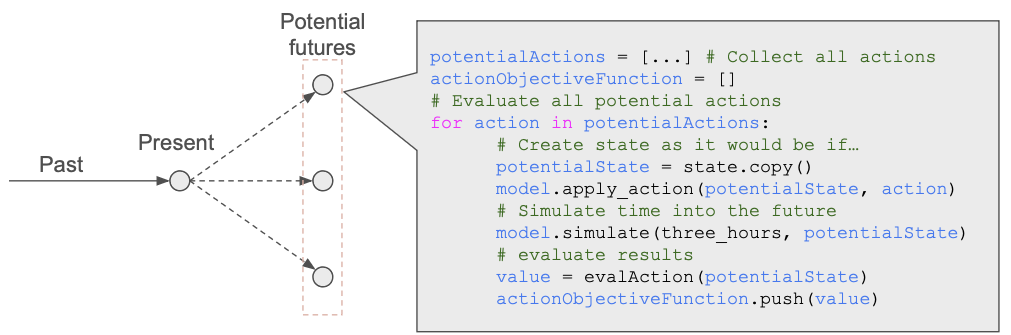 Potential
futures
Present
Past
potentialActions = [...] # Collect all actions
actionObjectiveFunction = []
# Evaluate all potential actions
for action in potentialActions:
# Create state as it would be if…
potentialState = state.copy()
model.apply_action(potentialState, action)
# Simulate time into the future
model.simulate(three_hours, potentialState)
# evaluate results
value = evalAction(potentialState)
actionObjectiveFunction.push(value)